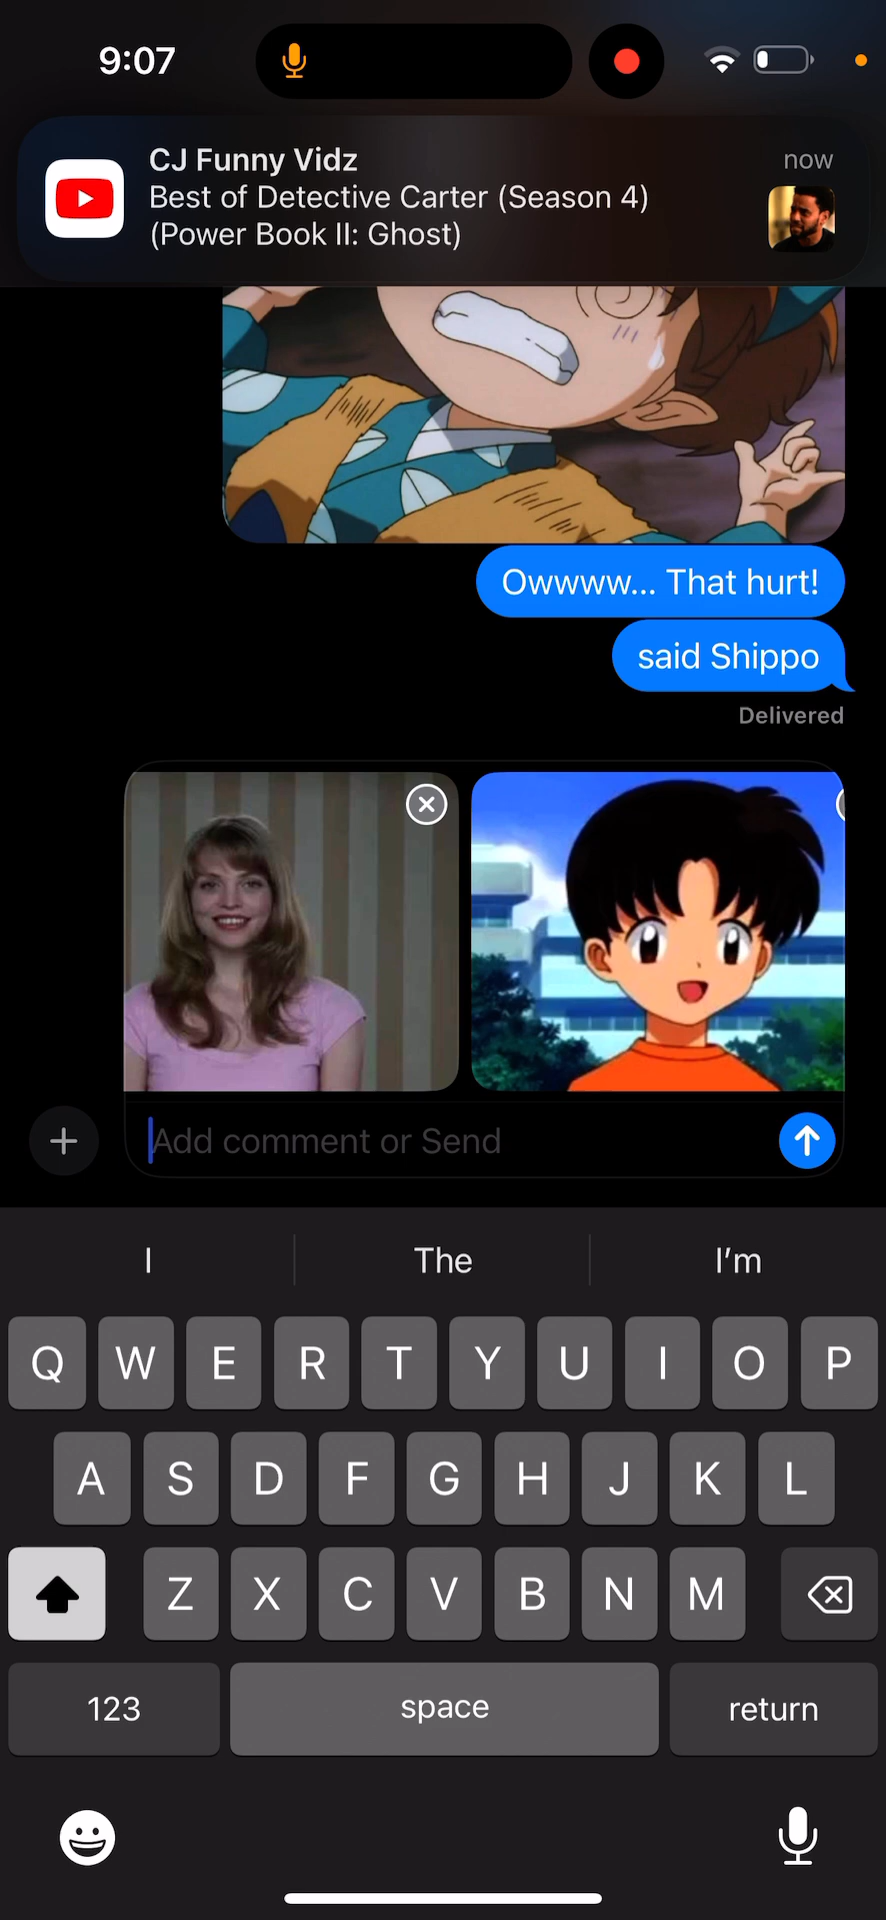 9:07
CJ Funny Vidz
now
Best of Detective Carter (Season 4)
(Power Book II: Ghost)
Owwww... That hurt!
said Shippo
Delivered
Add comment or Send
I
The
I'm
Q W E R T Y U I O P
A S D F G H J K L
Z X C V B N M
123
space
return